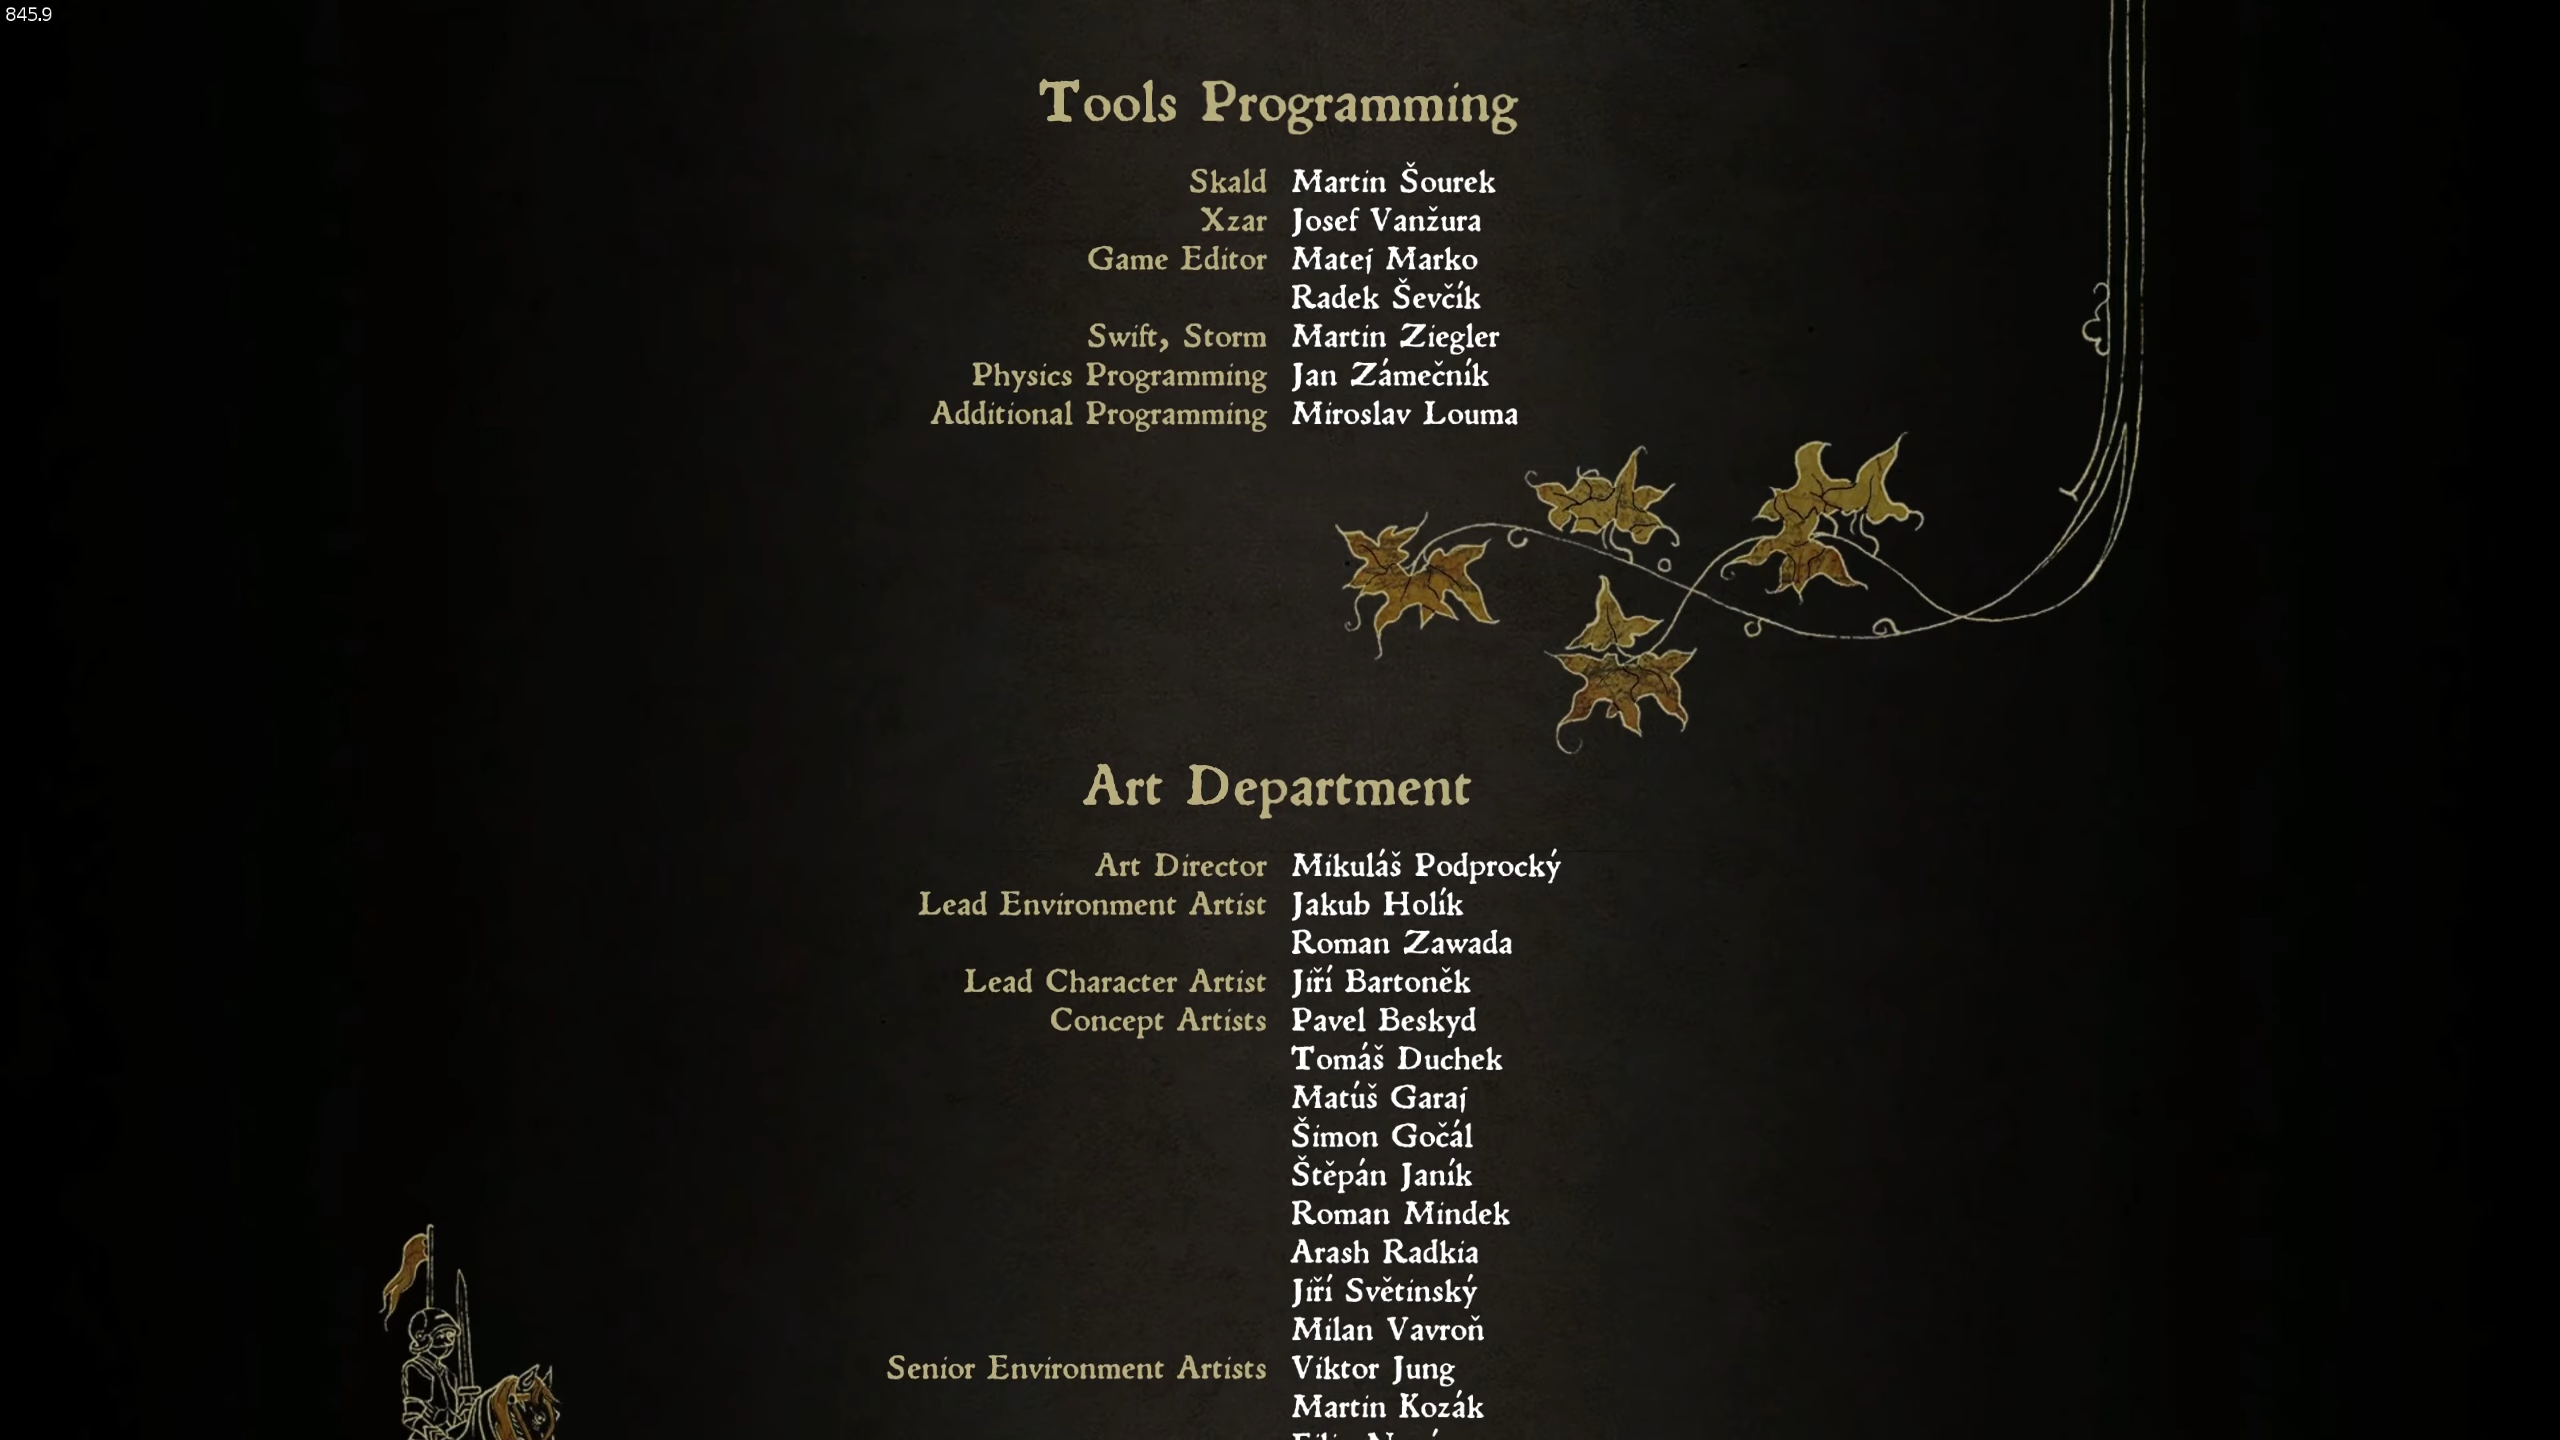 845.9
Tools Programming
Skald Martin Šourek
Xzar Josef Vanžura
Game Editor Matej Marko
Radek Ševčík
Swift, Storm Martin Ziegler
Physics Programming Jan Zámečník
Additional Programming Miroslav Louma
Art Department
Art Director Mikuláš Podprocký
Lead Environment Artist Jakub Holík
Roman Zawada
Lead Character Artist Jiří Bartoněk
Concept Artists Pavel Beskyd
Tomáš Duchek
Matúš Garaj
Šimon Gočál
Štěpán Janík
Roman Mindek
Arash Radkia
Jiří Světinský
Milan Vavroň
Senior Environment Artists Viktor Jung
Martin Kozák